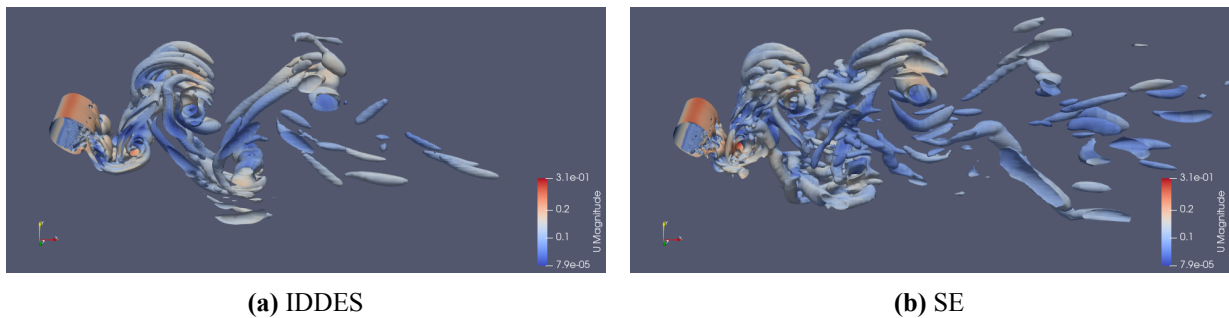 3.1e-01
0.2
0.1
7.9e-05
U Magnitude
3.1e-01
0.2
0.1
7.9e-05
U Magnitude
(a) IDDES
(b) SE